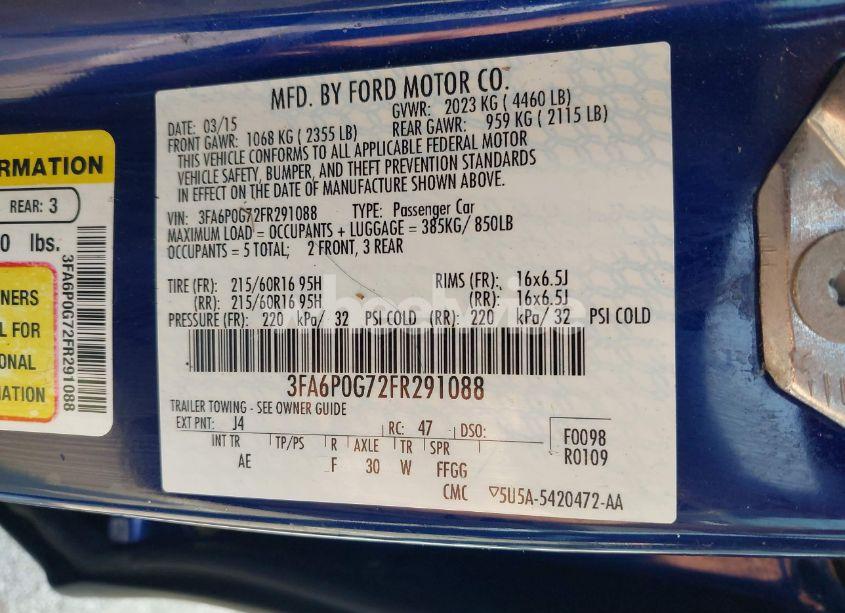 MFD. BY FORD MOTOR CO.
DATE: 03/15 GVWR: 2023 KG ( 4460 LB)
FRONT GAWR: 1068 KG ( 2355 LB) REAR GAWR: 959 KG ( 2115 LB)
THIS VEHICLE CONFORMS TO ALL APPLICABLE FEDERAL MOTOR
VEHICLE SAFETY, BUMPER, AND THEFT PREVENTION STANDARDS
IN EFFECT ON THE DATE OF MANUFACTURE SHOWN ABOVE.
VIN: 3FA6P0G72FR291088 TYPE: Passenger Car
MAXIMUM LOAD = OCCUPANTS + LUGGAGE = 385KG/ 850LB
OCCUPANTS = 5 TOTAL; 2 FRONT, 3 REAR
TIRE (FR): 215/60R16 95H RIMS (FR): 16x6.5J
(RR): 215/60R16 95H (RR): 16x6.5J
PRESSURE (FR): 220 kPa/ 32 PSI COLD (RR): 220 kPa/ 32 PSI COLD
3FA6P0G72FR291088
TRAILER TOWING - SEE OWNER GUIDE
EXT PNT: J4 RC: 47 DSO:
INT TR TP/PS R AXLE TR SPR
AE F 30 W FFGG
F0098
R0109
CMC ▽5U5A-5420472-AA
RMATION
REAR: 3
0 lbs.
3FA6P0G72FR291088
NERS
L FOR
ONAL
ATION